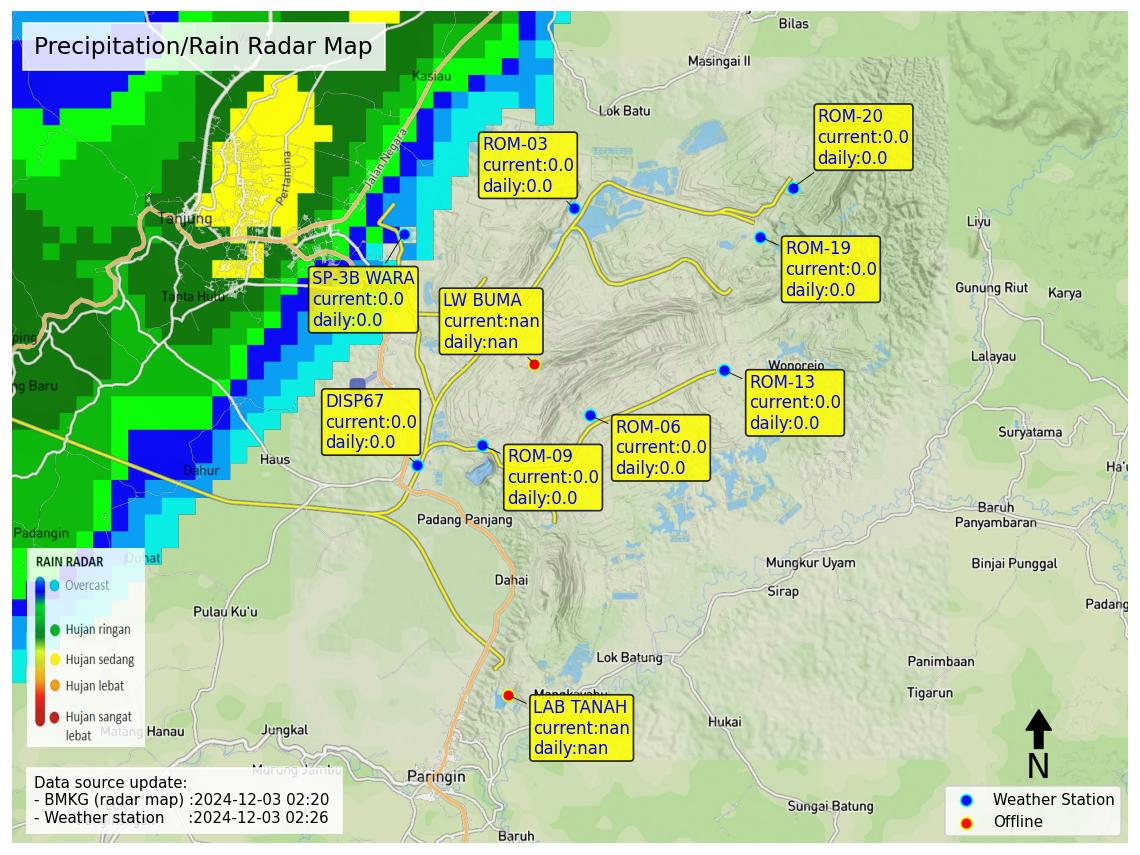 Precipitation/Rain Radar Map
Bilas
Masingai II
Kasiau
Lok Batu
ROM-20
current:0.0
daily:0.0
ROM-03
current:0.0
daily:0.0
Jalan Negara
Pertamina
Tanjung
Liyu
ROM-19
current:0.0
daily:0.0
SP-3B WARA
current:0.0
daily:0.0
Tanta Hulu
LW BUMA
current:nan
daily:nan
Gunung Riut
Karya
ping
Lalayau
Wonorejo
ng Baru
ROM-13
current:0.0
daily:0.0
DISP67
current:0.0
daily:0.0
ROM-06
current:0.0
daily:0.0
Suryatama
ROM-09
current:0.0
daily:0.0
Haus
Dahur
Ha'u
Baruh
Panyambaran
Padang Panjang
Padangin
Duhat
Mungkur Uyam
Binjai Punggal
Dahai
Sirap
Padang
Pulau Ku'u
RAIN RADAR
Overcast
Hujan ringan
Hujan sedang
Hujan lebat
Hujan sangat
lebat
Lok Batung
Panimbaan
Tigarun
Mangkayahu
LAB TANAH
current:nan
daily:nan
Hukai
Matang Hanau
Jungkal
Murung Jambu
Paringin
Sungai Batung
Baruh
N
Data source update:
- BMKG (radar map) :2024-12-03 02:20
- Weather station :2024-12-03 02:26
Weather Station
Offline